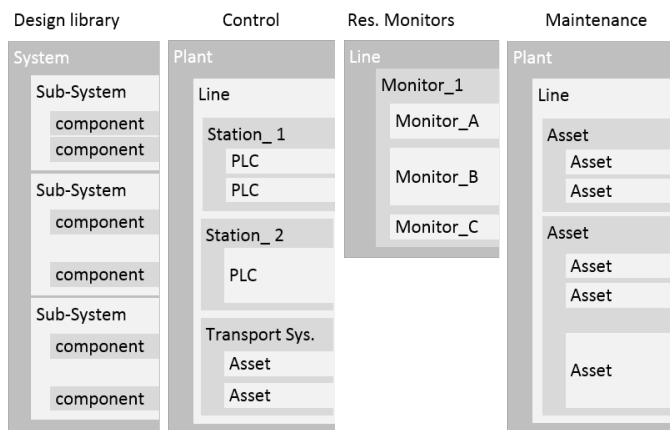 Design library
System
Sub-System
component
component
Sub-System
component
component
Sub-System
component
component
Control
Plant
Line
Station_ 1
PLC
PLC
Station_ 2
PLC
Transport Sys.
Asset
Asset
Res. Monitors
Line
Monitor_1
Monitor_A
Monitor_B
Monitor_C
Maintenance
Plant
Line
Asset
Asset
Asset
Asset
Asset
Asset
Asset